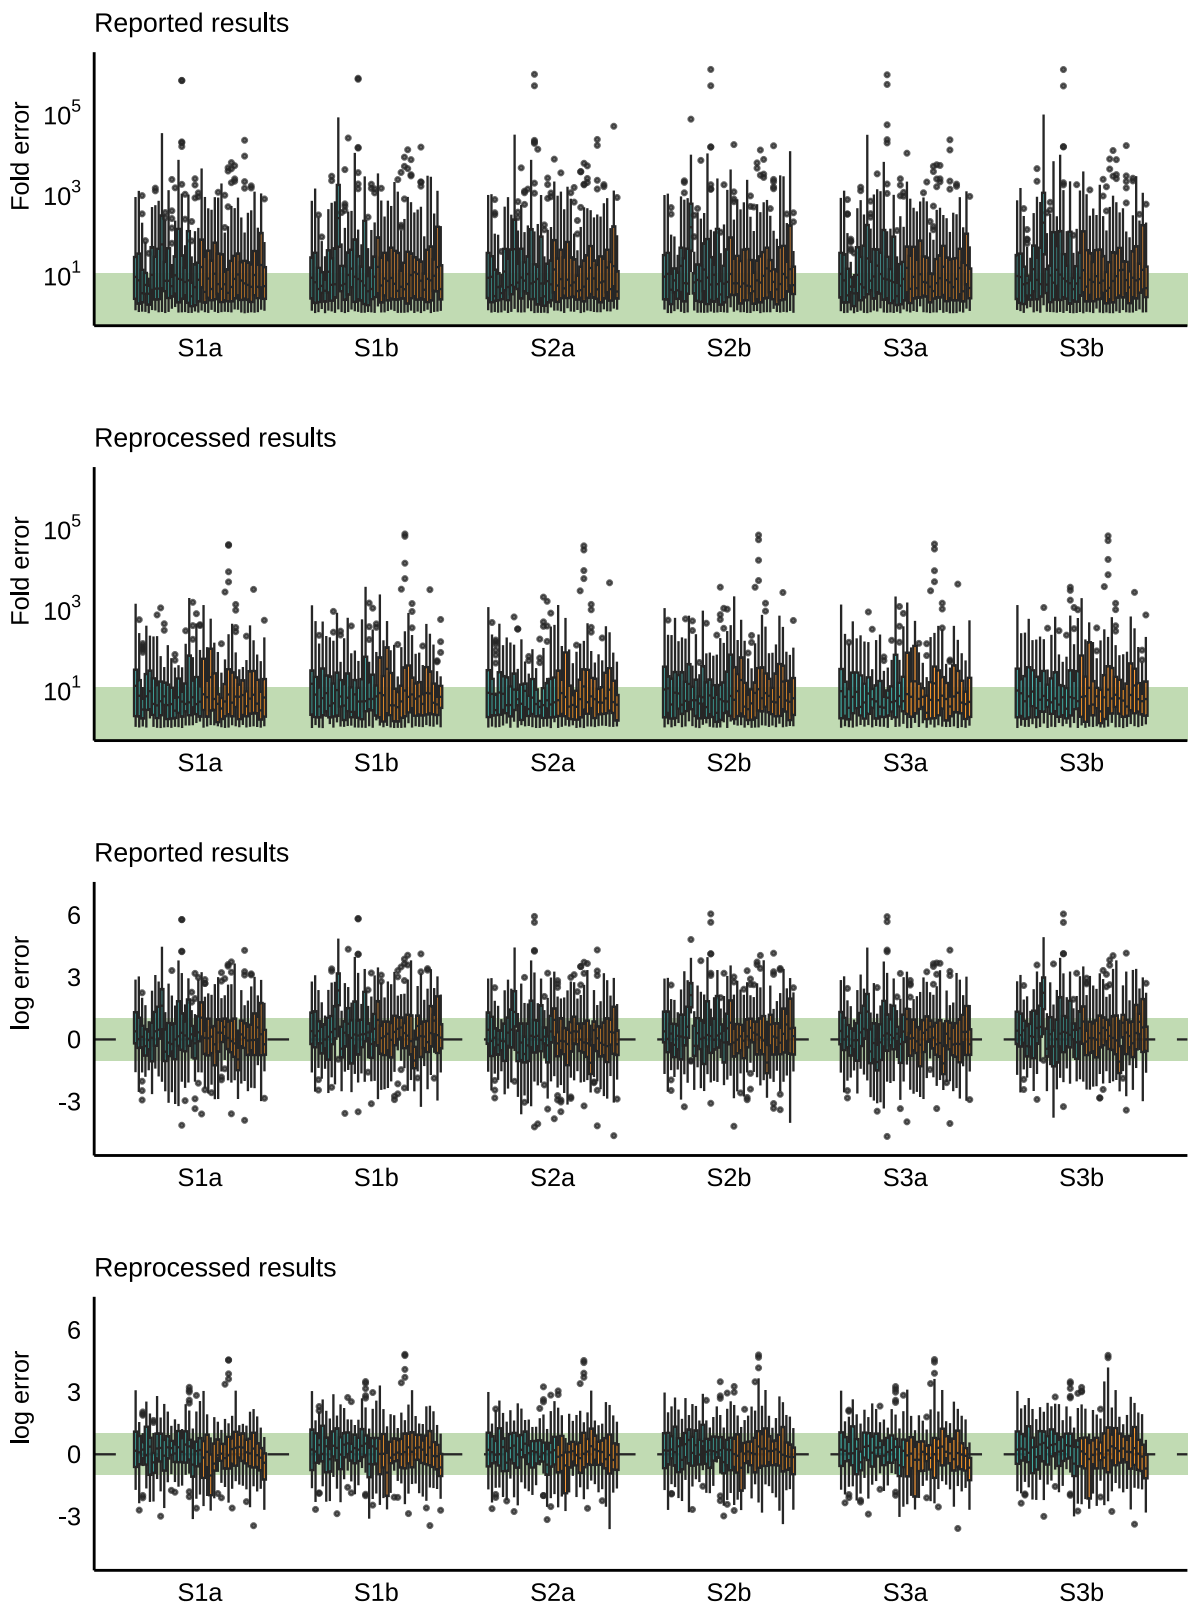 Reported results
Fold error
10^5
10^3
10^1
S1a S1b S2a S2b S3a S3b
Reprocessed results
Fold error
10^5
10^3
10^1
S1a S1b S2a S2b S3a S3b
Reported results
log error
6
3
0
-3
S1a S1b S2a S2b S3a S3b
Reprocessed results
log error
6
3
0
-3
S1a S1b S2a S2b S3a S3b